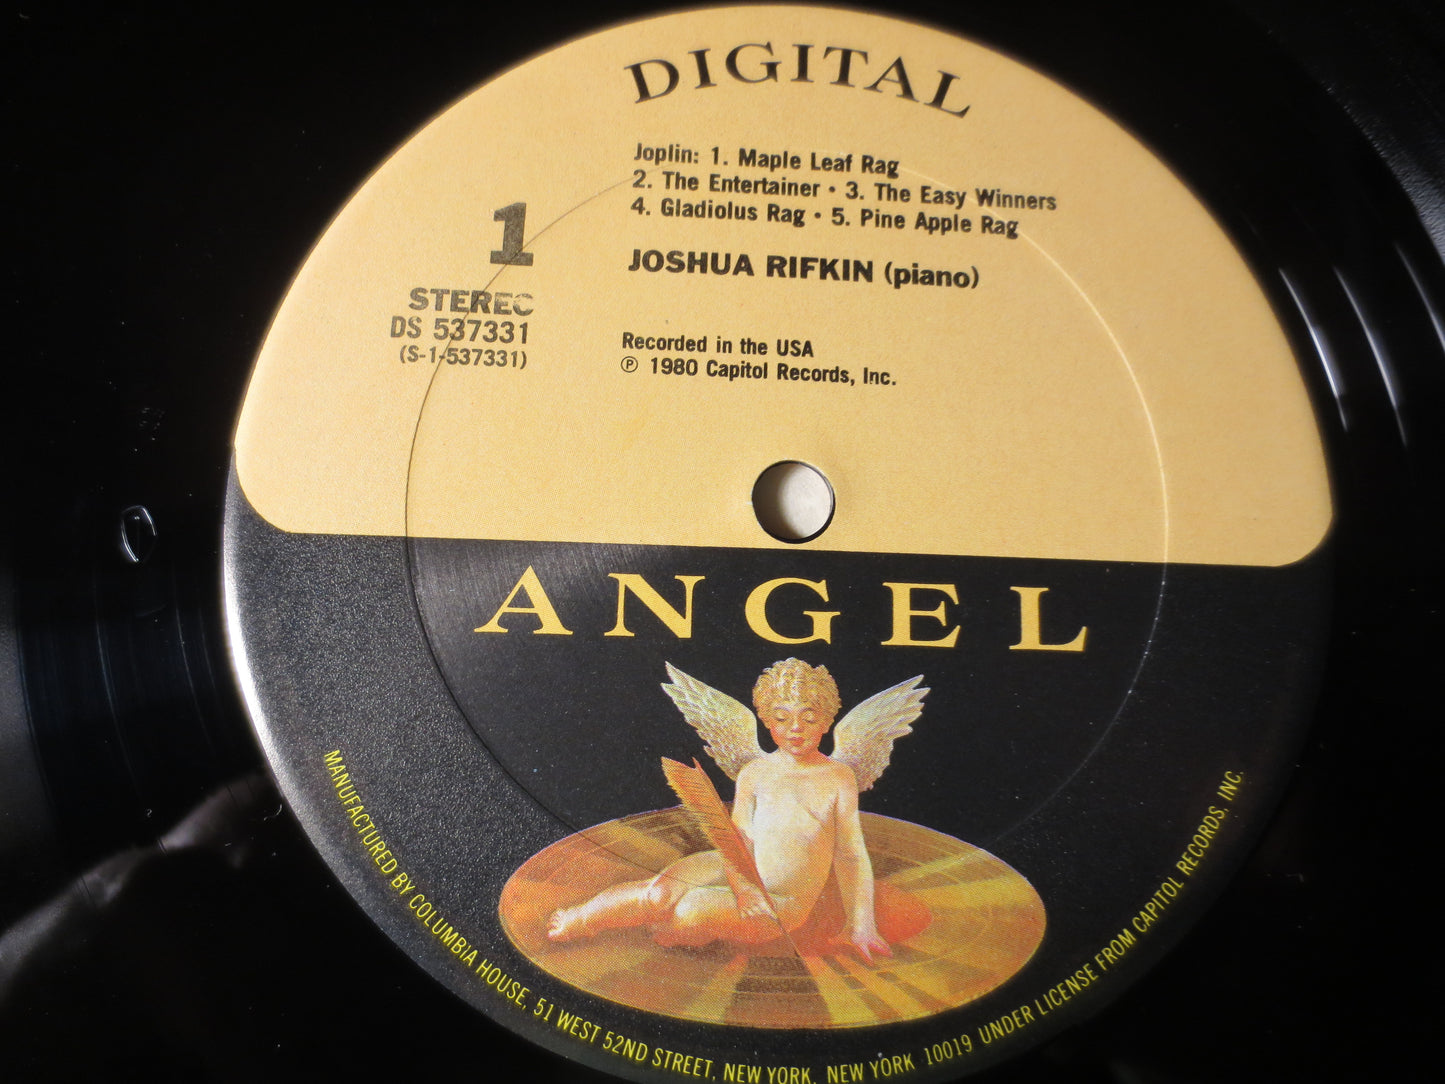 DIGITAL
Joplin: 1. Maple Leaf Rag
2. The Entertainer • 3. The Easy Winners
4. Gladiolus Rag • 5. Pine Apple Rag
JOSHUA RIFKIN (piano)
1
STEREO
DS 537331
(S-1-537331)
Recorded in the USA
℗ 1980 Capitol Records, Inc.
ANGEL
MANUFACTURED BY COLUMBIA HOUSE, 51 WEST 52ND STREET, NEW YORK, NEW YORK 10019 UNDER LICENSE FROM CAPITOL RECORDS, INC.